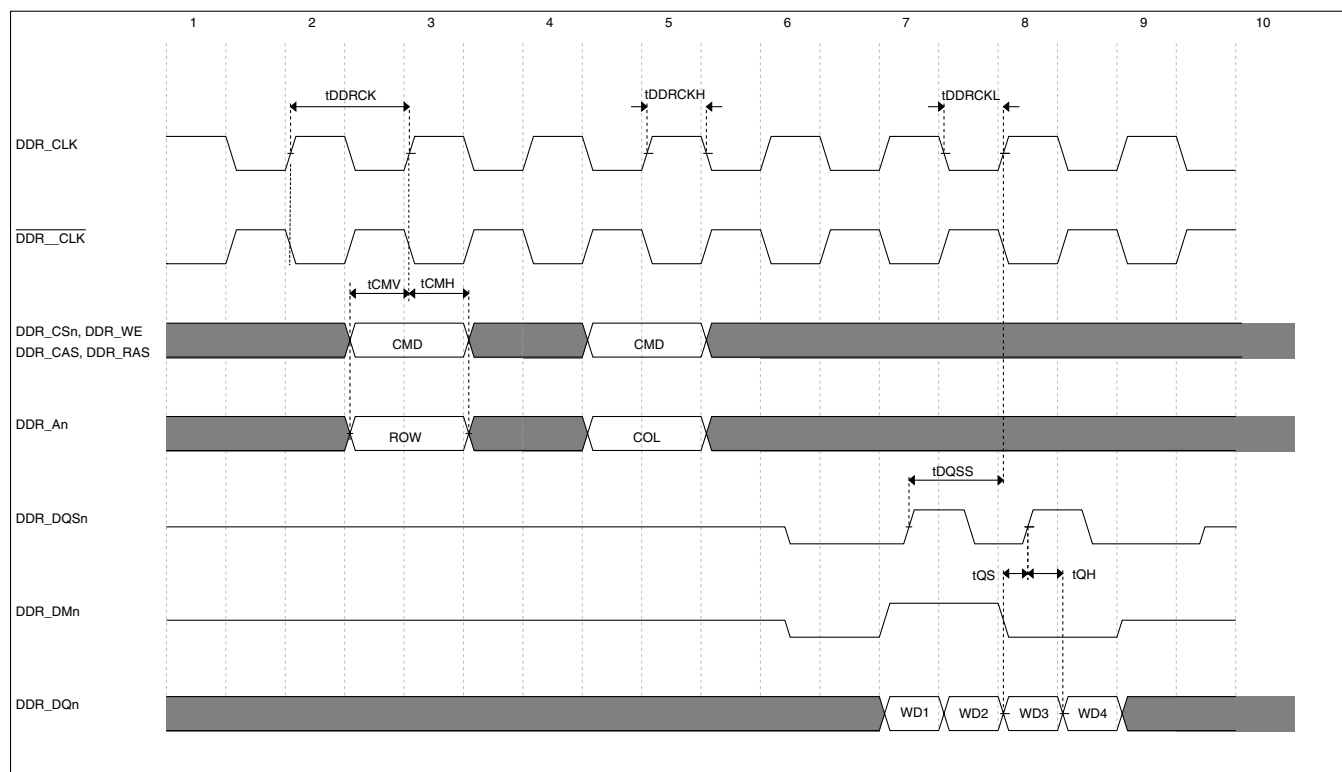 1 2 3 4 5 6 7 8 9 10
tDDRCK tDDRCKH tDDRCKL
DDR_CLK
DDR__CLK
tCMV tCMH
DDR_CSn, DDR_WE
DDR_CAS, DDR_RAS
CMD CMD
DDR_An
ROW COL
tDQSS
DDR_DQSn
tQS tQH
DDR_DMn
DDR_DQn
WD1 WD2 WD3 WD4